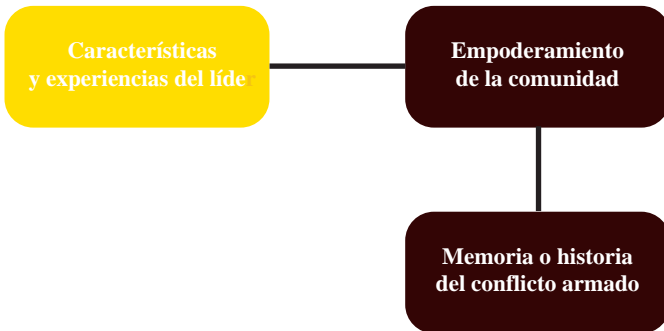 Características
y experiencias del líder
Empoderamiento
de la comunidad
Memoria o historia
del conflicto armado